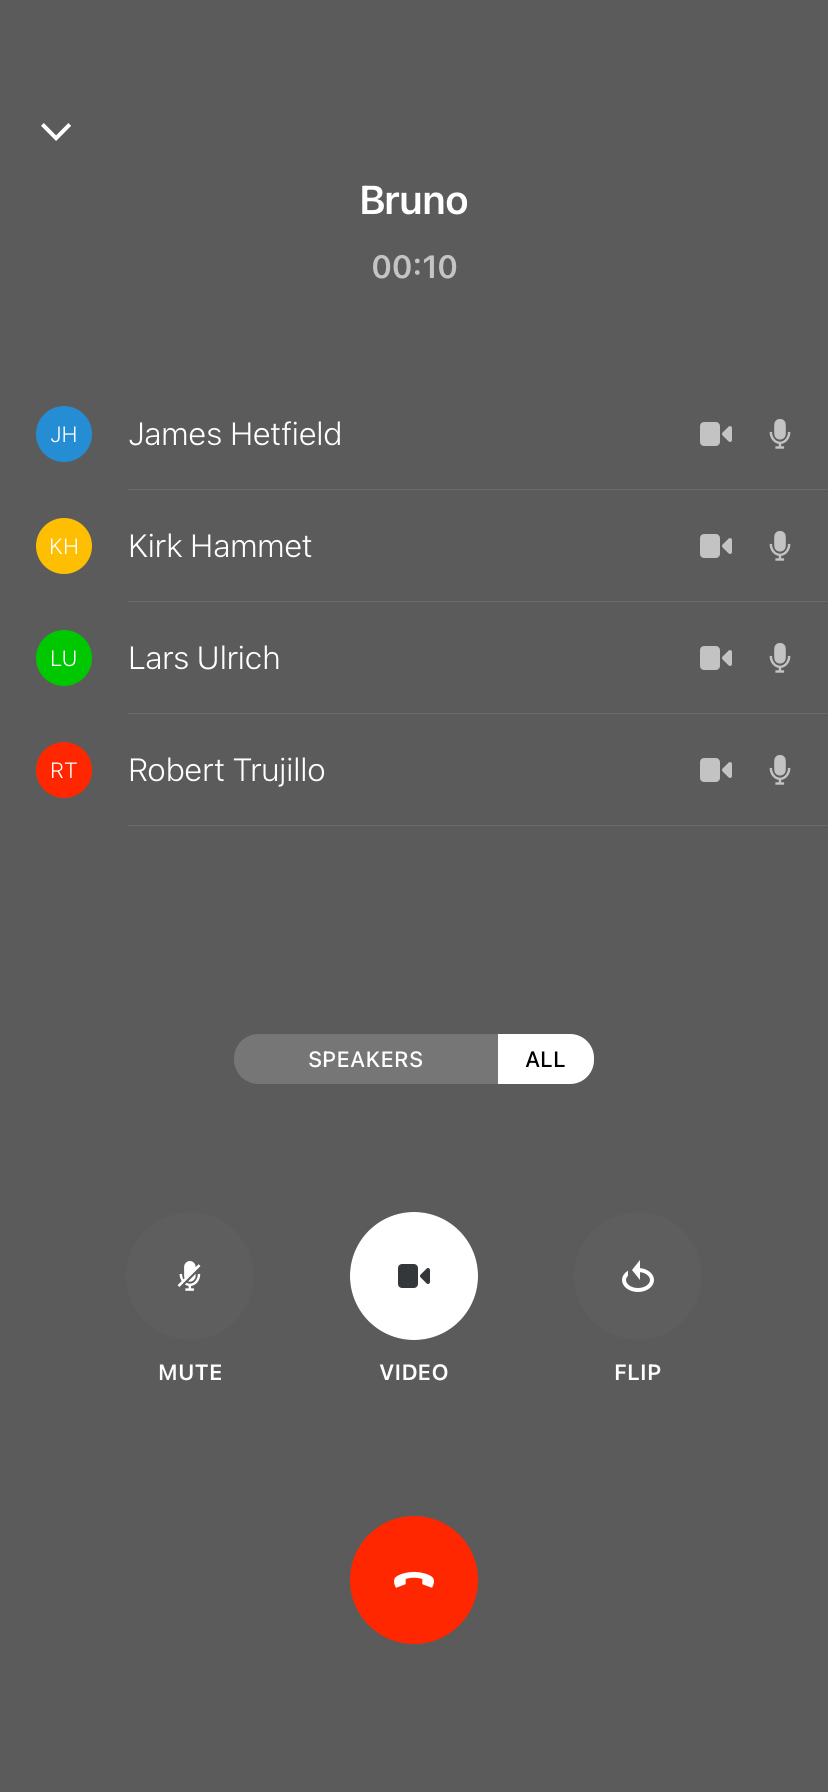 Bruno
00:10
JH James Hetfield
KH Kirk Hammet
LU Lars Ulrich
RT Robert Trujillo
SPEAKERS ALL
MUTE VIDEO FLIP